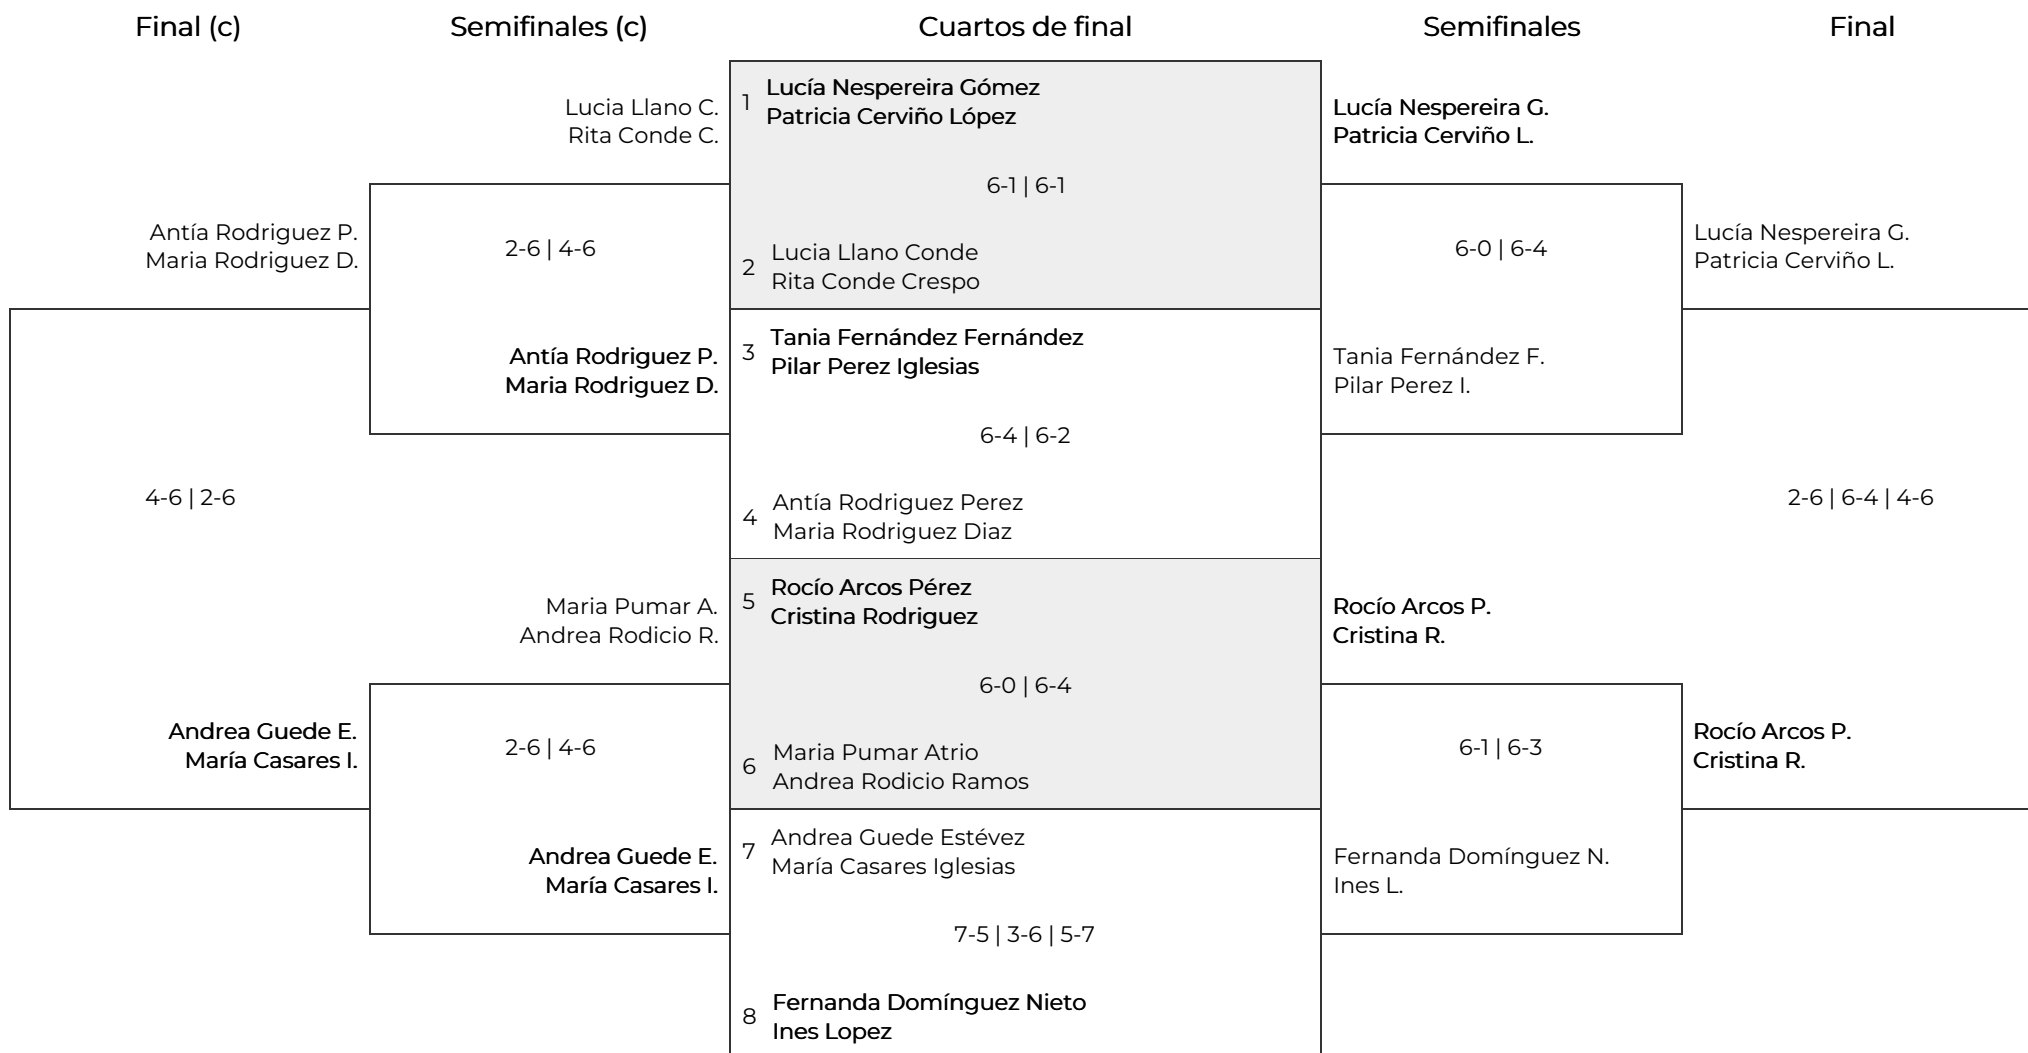 Final (c)
Semifinales (c)
Cuartos de final
Semifinales
Final
Antía Rodriguez P.
Maria Rodriguez D.
4-6 | 2-6
Andrea Guede E.
María Casares I.
Lucia Llano C.
Rita Conde C.
2-6 | 4-6
Antía Rodriguez P.
Maria Rodriguez D.
Maria Pumar A.
Andrea Rodicio R.
2-6 | 4-6
Andrea Guede E.
María Casares I.
1 Lucía Nespereira Gómez
Patricia Cerviño López
6-1 | 6-1
2 Lucia Llano Conde
Rita Conde Crespo
3 Tania Fernández Fernández
Pilar Perez Iglesias
6-4 | 6-2
4 Antía Rodriguez Perez
Maria Rodriguez Diaz
5 Rocío Arcos Pérez
Cristina Rodriguez
6-0 | 6-4
6 Maria Pumar Atrio
Andrea Rodicio Ramos
7 Andrea Guede Estévez
María Casares Iglesias
7-5 | 3-6 | 5-7
8 Fernanda Domínguez Nieto
Ines Lopez
Lucía Nespereira G.
Patricia Cerviño L.
6-0 | 6-4
Tania Fernández F.
Pilar Perez I.
Rocío Arcos P.
Cristina R.
6-1 | 6-3
Fernanda Domínguez N.
Ines L.
Lucía Nespereira G.
Patricia Cerviño L.
2-6 | 6-4 | 4-6
Rocío Arcos P.
Cristina R.